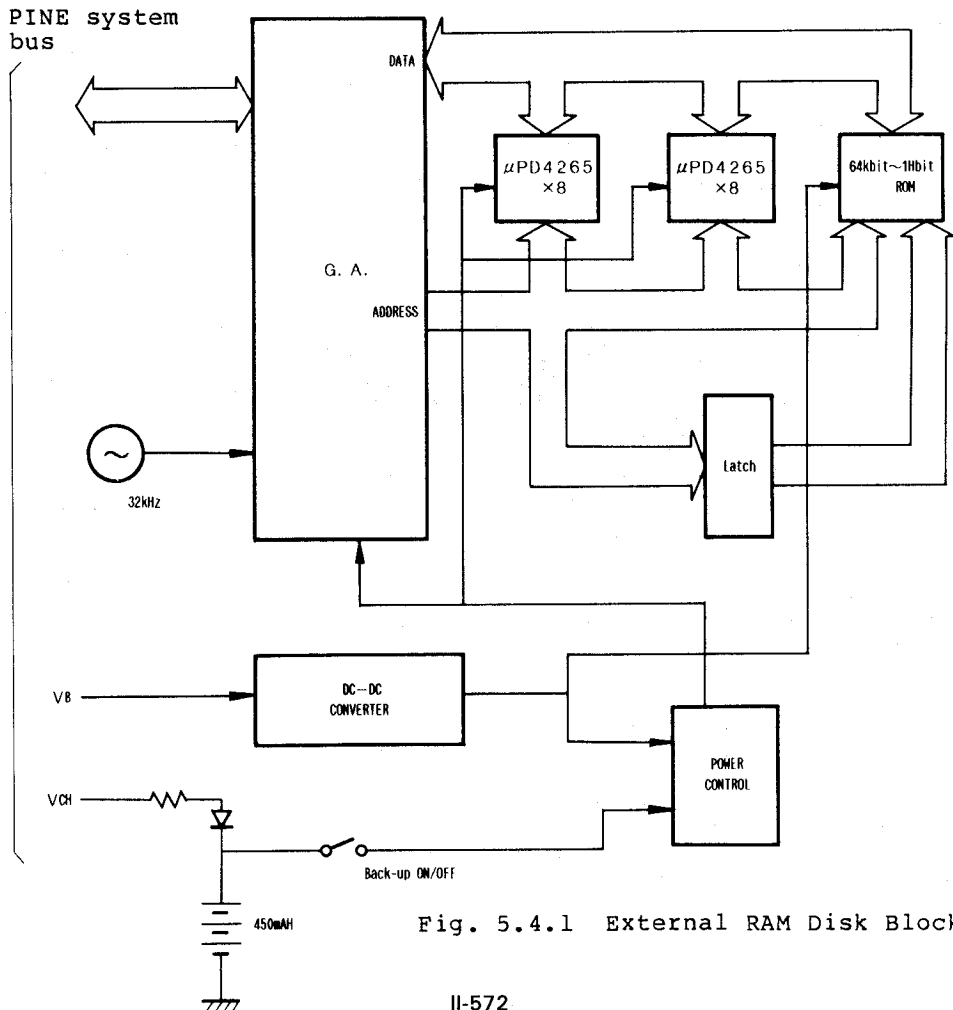 PINE system
bus
DATA
μPD4265
×8
μPD4265
×8
64kbit~1Hbit
ROM
G. A.
ADDRESS
Latch
32kHz
VB
DC-DC
CONVERTER
POWER
CONTROL
VCH
Back-up ON/OFF
450mAH
Fig. 5.4.1 External RAM Disk Block
II-572